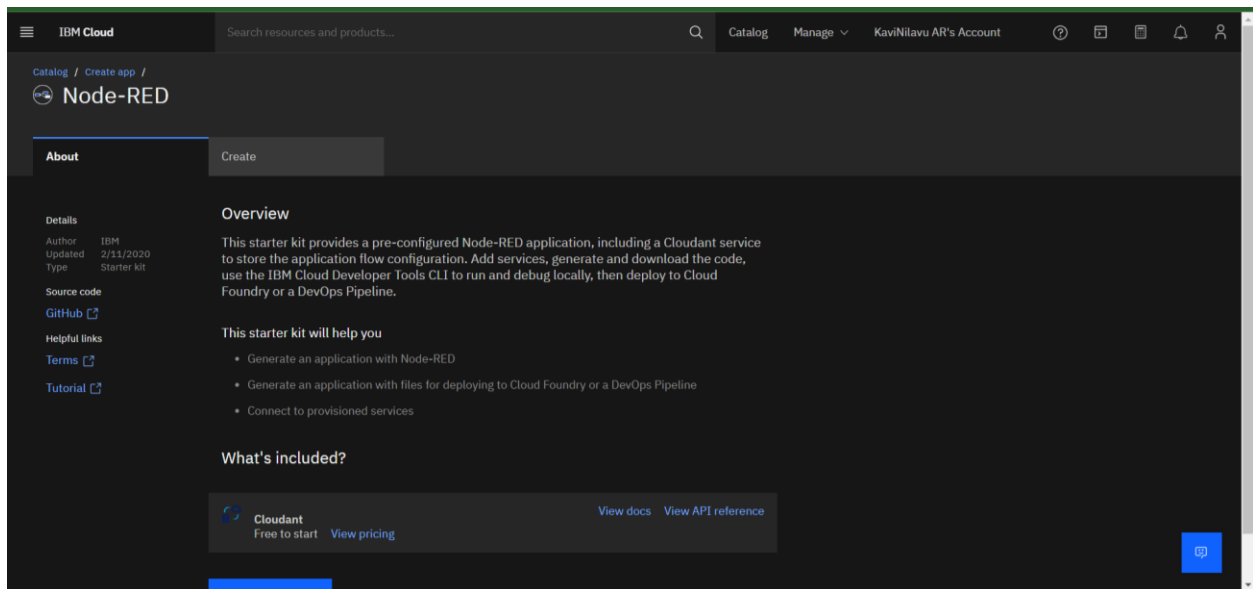 IBM Cloud
Search resources and products...
Catalog
Manage
KaviNilavu AR's Account
Catalog / Create app /
Node-RED
About
Create
Details
Author IBM
Updated 2/11/2020
Type Starter kit
Source code
GitHub
Helpful links
Terms
Tutorial
Overview
This starter kit provides a pre-configured Node-RED application, including a Cloudant service
to store the application flow configuration. Add services, generate and download the code,
use the IBM Cloud Developer Tools CLI to run and debug locally, then deploy to Cloud
Foundry or a DevOps Pipeline.
This starter kit will help you
• Generate an application with Node-RED
• Generate an application with files for deploying to Cloud Foundry or a DevOps Pipeline
• Connect to provisioned services
What's included?
Cloudant
Free to start View pricing
View docs View API reference